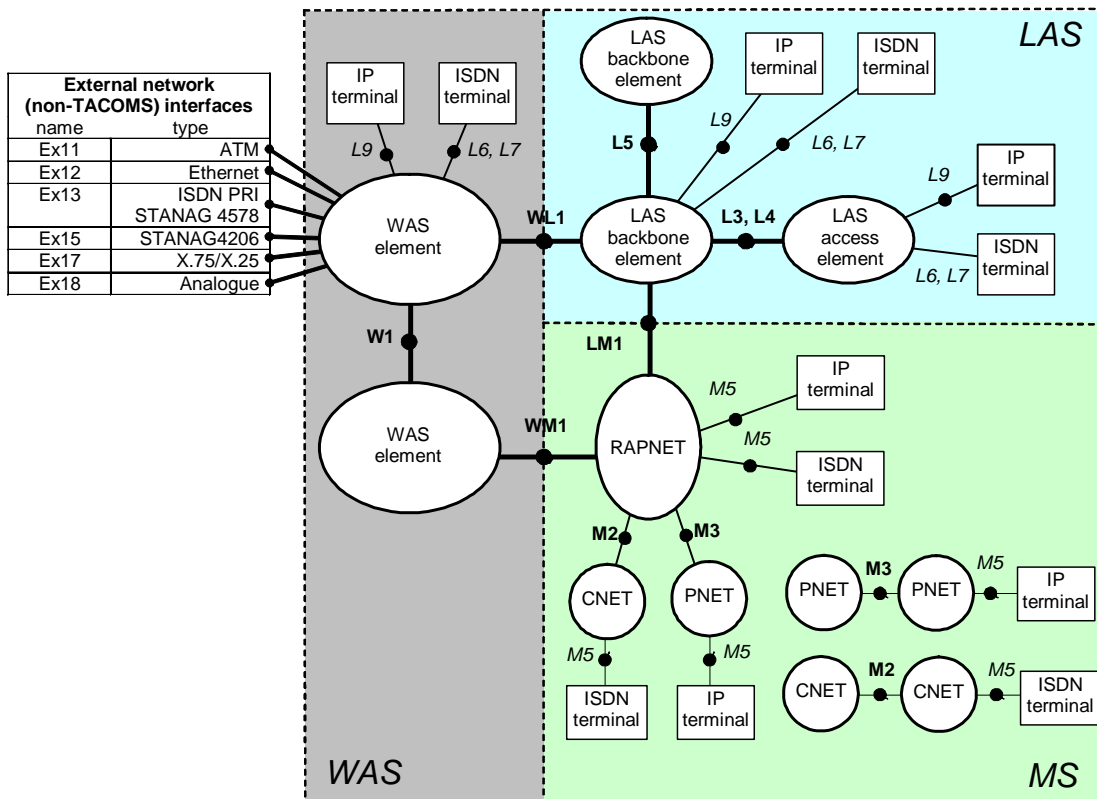 External network
(non-TACOMS) interfaces
name type
Ex11 ATM
Ex12 Ethernet
Ex13 ISDN PRI
STANAG 4578
Ex15 STANAG4206
Ex17 X.75/X.25
Ex18 Analogue
IP
terminal
ISDN
terminal
L9
L6, L7
WAS
element
W1
WAS
element
WAS
LAS
LAS
backbone
element
IP
terminal
ISDN
terminal
L5
L9
L6, L7
WL1
LAS
backbone
element
L3, L4
LAS
access
element
L9
IP
terminal
L6, L7
ISDN
terminal
LM1
WM1
RAPNET
M5
IP
terminal
M5
ISDN
terminal
M2
M3
CNET
PNET
M5
M5
ISDN
terminal
IP
terminal
PNET
M3
PNET
M5
IP
terminal
CNET
M2
CNET
M5
ISDN
terminal
MS